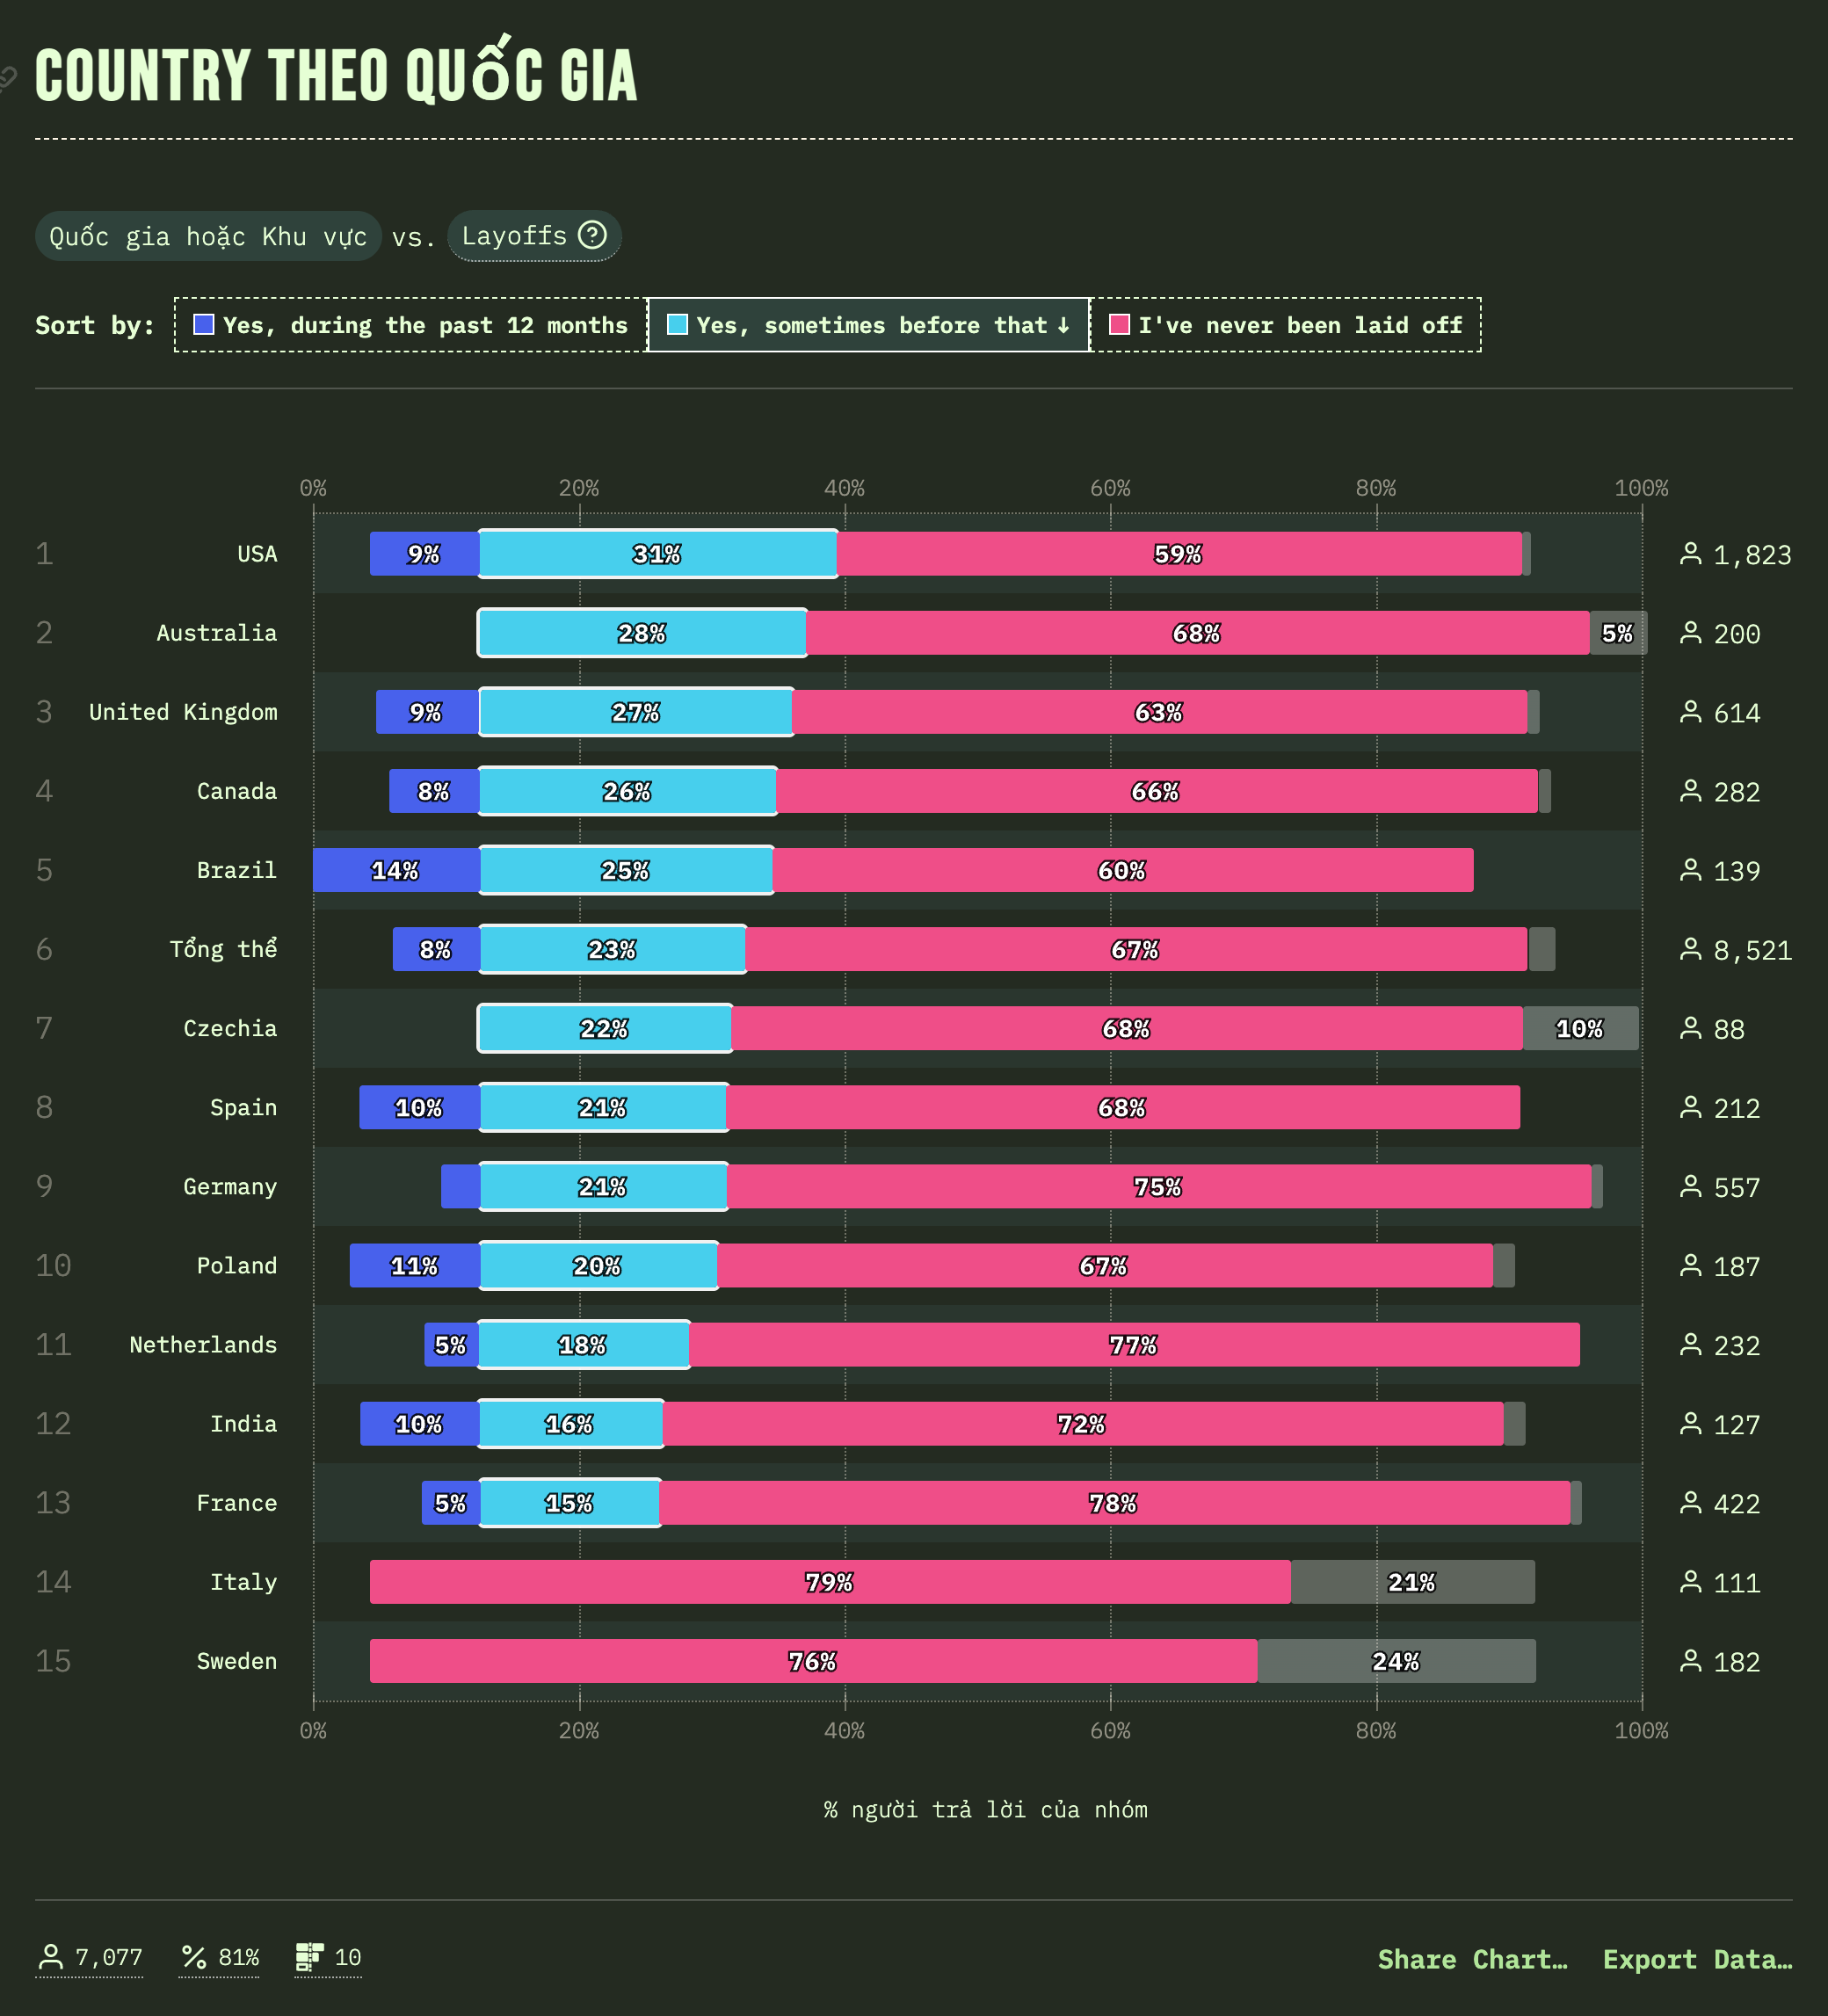 COUNTRY THEO QUỐC GIA
Quốc gia hoặc Khu vực vs. Layoffs ?
Sort by: Yes, during the past 12 months Yes, sometimes before that ↓ I've never been laid off
0% 20% 40% 60% 80% 100%
1 USA 9% 31% 59% 1,823
2 Australia 28% 68% 5% 200
3 United Kingdom 9% 27% 63% 614
4 Canada 8% 26% 66% 282
5 Brazil 14% 25% 60% 139
6 Tổng thể 8% 23% 67% 8,521
7 Czechia 22% 68% 10% 88
8 Spain 10% 21% 68% 212
9 Germany 21% 75% 557
10 Poland 11% 20% 67% 187
11 Netherlands 5% 18% 77% 232
12 India 10% 16% 72% 127
13 France 5% 15% 78% 422
14 Italy 79% 21% 111
15 Sweden 76% 24% 182
0% 20% 40% 60% 80% 100%
% người trả lời của nhóm
7,077 % 81% 10 Share Chart… Export Data…